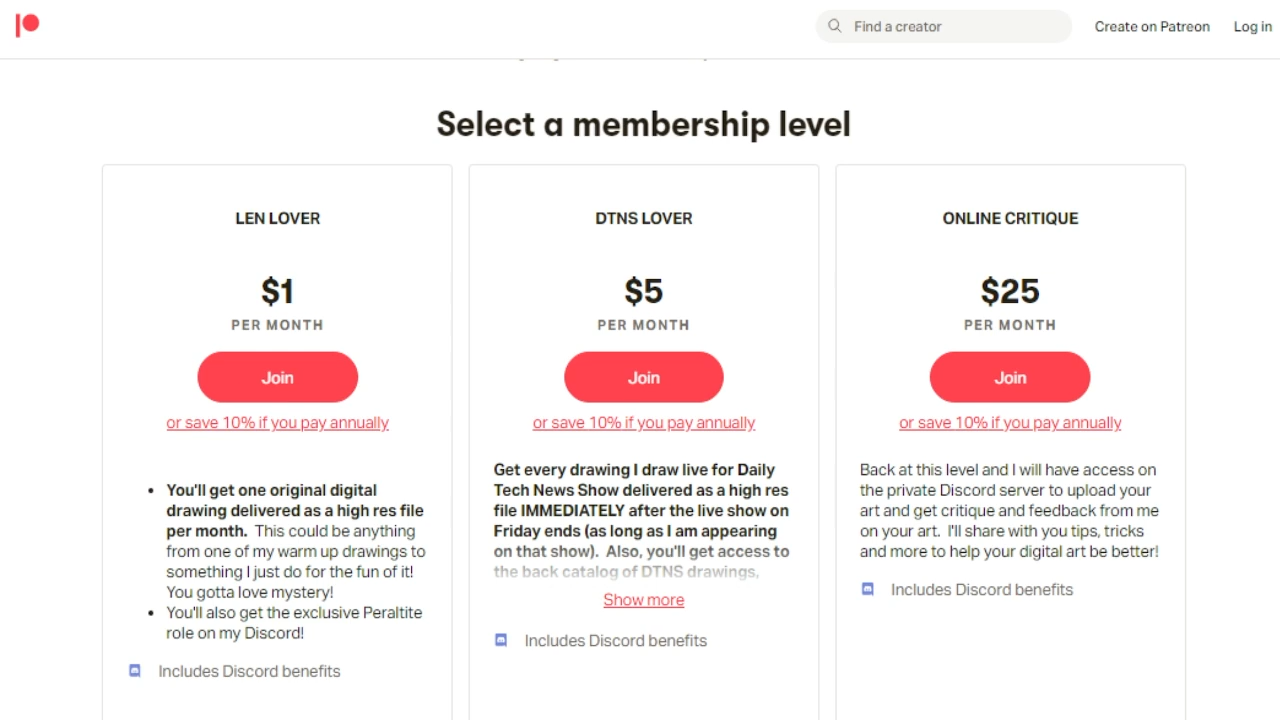 Find a creator
Create on Patreon
Log in
Select a membership level
LEN LOVER
$1
PER MONTH
Join
or save 10% if you pay annually
• You'll get one original digital
drawing delivered as a high res file
per month. This could be anything
from one of my warm up drawings to
something I just do for the fun of it!
You gotta love mystery!
• You'll also get the exclusive Peraltite
role on my Discord!
Includes Discord benefits
DTNS LOVER
$5
PER MONTH
Join
or save 10% if you pay annually
Get every drawing I draw live for Daily
Tech News Show delivered as a high res
file IMMEDIATELY after the live show on
Friday ends (as long as I am appearing
on that show). Also, you'll get access to
the back catalog of DTNS drawings,
Show more
Includes Discord benefits
ONLINE CRITIQUE
$25
PER MONTH
Join
or save 10% if you pay annually
Back at this level and I will have access on
the private Discord server to upload your
art and get critique and feedback from me
on your art. I'll share with you tips, tricks
and more to help your digital art be better!
Includes Discord benefits